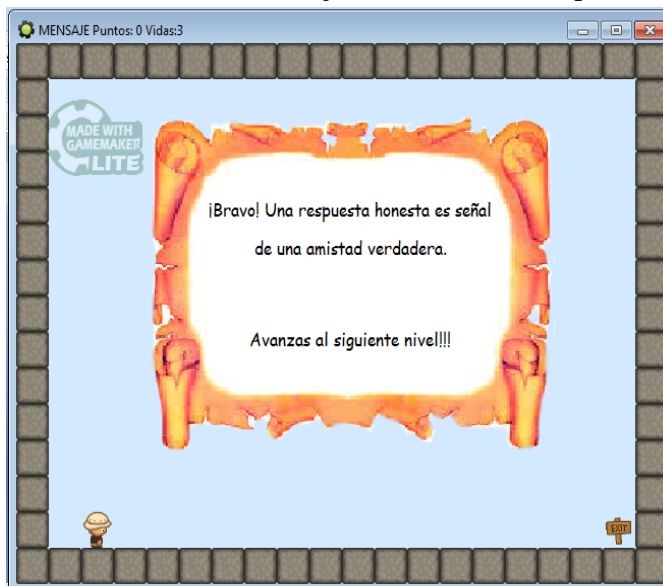 MENSAJE Puntos: 0 Vidas:3
MADE WITH
GAMEMAKER
LITE
¡Bravo! Una respuesta honesta es señal
de una amistad verdadera.
Avanzas al siguiente nivel!!!
EXIT